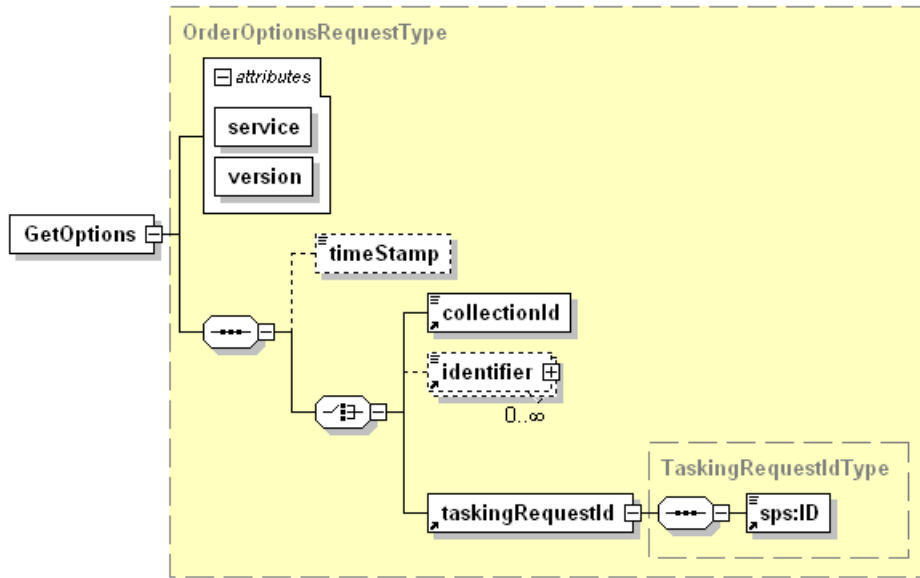 OrderOptionsRequestType
attributes
service
version
GetOptions
timeStamp
collectionId
identifier
0..∞
TaskingRequestIdType
taskingRequestId
sps:ID